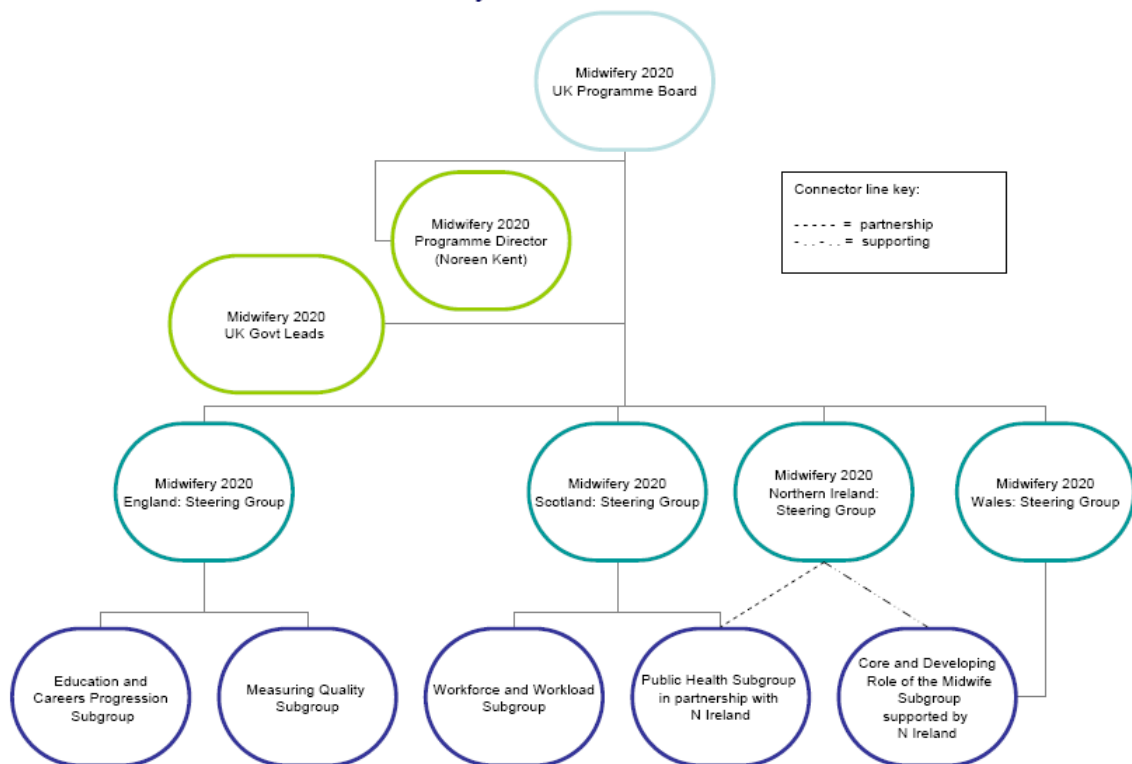 Midwifery 2020
UK Programme Board
Midwifery 2020
Programme Director
(Noreen Kent)
Connector line key:
- - - - - = partnership
- . . - . . = supporting
Midwifery 2020
UK Govt Leads
Midwifery 2020
England: Steering Group
Midwifery 2020
Scotland: Steering Group
Midwifery 2020
Northern Ireland:
Steering Group
Midwifery 2020
Wales: Steering Group
Education and
Careers Progression
Subgroup
Measuring Quality
Subgroup
Workforce and Workload
Subgroup
Public Health Subgroup
in partnership with
N Ireland
Core and Developing
Role of the Midwife
Subgroup
supported by
N Ireland